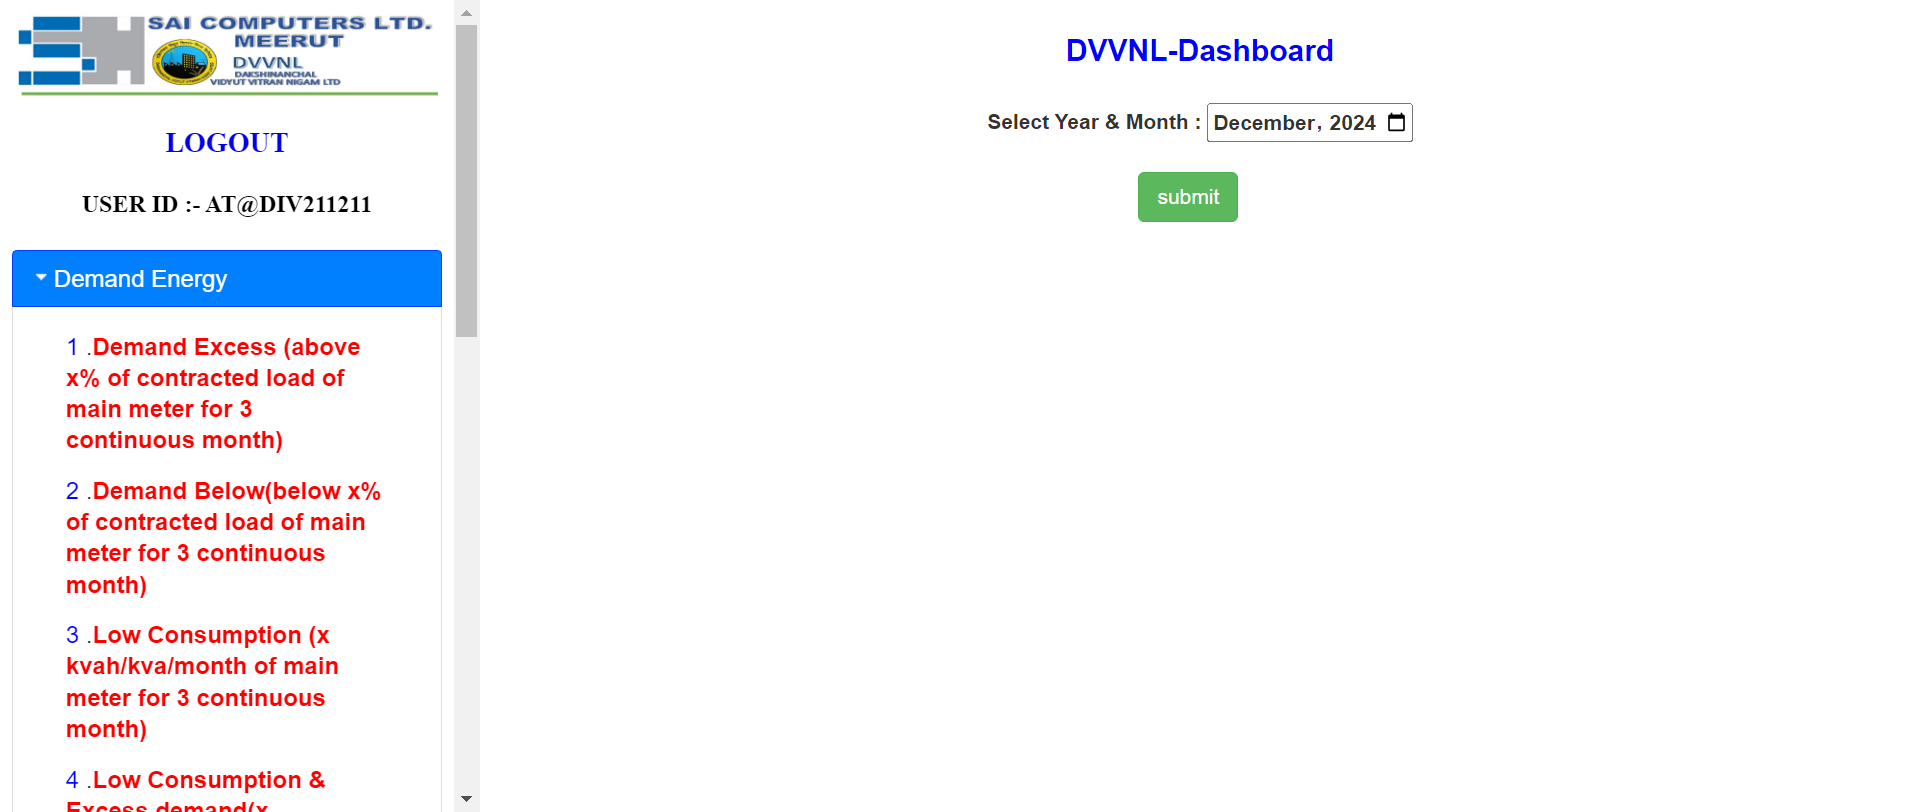 SAI COMPUTERS LTD.
MEERUT
DVVNL
DAKSHINANCHAL
VIDYUT VITRAN NIGAM LTD
LOGOUT
USER ID :- AT@DIV211211
Demand Energy
1 .Demand Excess (above
x% of contracted load of
main meter for 3
continuous month)
2 .Demand Below(below x%
of contracted load of main
meter for 3 continuous
month)
3 .Low Consumption (x
kvah/kva/month of main
meter for 3 continuous
month)
4 .Low Consumption &
Excess demand(x
DVVNL-Dashboard
Select Year & Month : December, 2024
submit